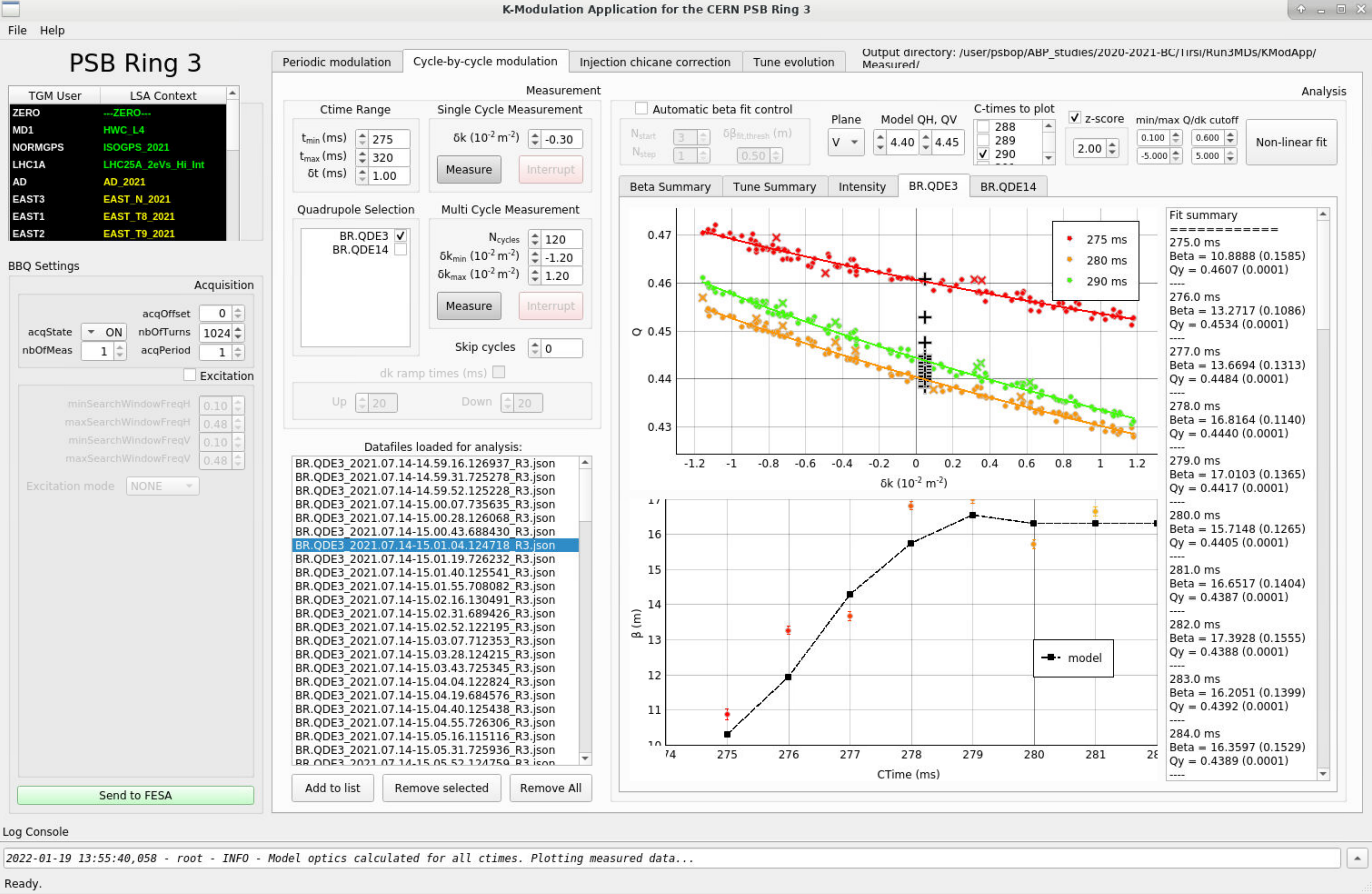 K-Modulation Application for the CERN PSB Ring 3
File Help
PSB Ring 3
TGM User LSA Context
ZERO ---ZERO---
MD1 HWC_L4
NORMGPS ISOGPS_2021
LHC1A LHC25A_2eVs_Hi_Int
AD AD_2021
EAST3 EAST_N_2021
EAST1 EAST_T8_2021
EAST2 EAST_T9_2021
BBQ Settings
Acquisition
acqOffset 0
acqState ON nbOfTurns 1024
nbOfMeas 1 acqPeriod 1
Excitation
minSearchWindowFreqH 0.10
maxSearchWindowFreqH 0.48
minSearchWindowFreqV 0.10
maxSearchWindowFreqV 0.48
Excitation mode NONE
Send to FESA
Periodic modulation Cycle-by-cycle modulation Injection chicane correction Tune evolution
Output directory: /user/psbop/ABP_studies/2020-2021-BC/Tirsi/Run3MDs/KModApp/
Measured/
Measurement
Ctime Range
tmin (ms) 275
tmax (ms) 320
δt (ms) 1.00
Single Cycle Measurement
δk (10-2 m-2) -0.30
Measure Interrupt
Quadrupole Selection
BR.QDE3
BR.QDE14
Multi Cycle Measurement
Ncycles 120
δkmin (10-2 m-2) -1.20
δkmax (10-2 m-2) 1.20
Measure Interrupt
Skip cycles 0
dk ramp times (ms)
Up 20 Down 20
Datafiles loaded for analysis:
BR.QDE3_2021.07.14-14.59.16.126937_R3.json
BR.QDE3_2021.07.14-14.59.31.725278_R3.json
BR.QDE3_2021.07.14-14.59.52.125228_R3.json
BR.QDE3_2021.07.14-15.00.07.735635_R3.json
BR.QDE3_2021.07.14-15.00.28.126068_R3.json
BR.QDE3_2021.07.14-15.00.43.688430_R3.json
BR.QDE3_2021.07.14-15.01.04.124718_R3.json
BR.QDE3_2021.07.14-15.01.19.726232_R3.json
BR.QDE3_2021.07.14-15.01.40.125541_R3.json
BR.QDE3_2021.07.14-15.01.55.708082_R3.json
BR.QDE3_2021.07.14-15.02.16.130491_R3.json
BR.QDE3_2021.07.14-15.02.31.689426_R3.json
BR.QDE3_2021.07.14-15.02.52.122195_R3.json
BR.QDE3_2021.07.14-15.03.07.712353_R3.json
BR.QDE3_2021.07.14-15.03.28.124215_R3.json
BR.QDE3_2021.07.14-15.03.43.725345_R3.json
BR.QDE3_2021.07.14-15.04.04.122824_R3.json
BR.QDE3_2021.07.14-15.04.19.684576_R3.json
BR.QDE3_2021.07.14-15.04.40.125438_R3.json
BR.QDE3_2021.07.14-15.04.55.726306_R3.json
BR.QDE3_2021.07.14-15.05.16.115116_R3.json
BR.QDE3_2021.07.14-15.05.31.725936_R3.json
BR.QDE3_2021.07.14-15.05.52.124759_R3.json
Add to list Remove selected Remove All
Analysis
Automatic beta fit control
Nstart 3 δβfit,thresh (m)
Nstep 1 0.50
Plane
V
Model QH, QV
4.40 4.45
C-times to plot
288
289
290
z-score
2.00
min/max Q/dk cutoff
0.100 0.600
-5.000 5.000
Non-linear fit
Beta Summary Tune Summary Intensity BR.QDE3 BR.QDE14
0.47
0.46
0.45
0.44
0.43
Q
275 ms
280 ms
290 ms
-1.2 -1 -0.8 -0.6 -0.4 -0.2 0 0.2 0.4 0.6 0.8 1 1.2
δk (10-2 m-2)
17
16
15
14
13
12
11
10
β (m)
model
74 275 276 277 278 279 280 281 28
CTime (ms)
Fit summary
============
275.0 ms
Beta = 10.8888 (0.1585)
Qy = 0.4607 (0.0001)
----
276.0 ms
Beta = 13.2717 (0.1086)
Qy = 0.4534 (0.0001)
----
277.0 ms
Beta = 13.6694 (0.1313)
Qy = 0.4484 (0.0001)
----
278.0 ms
Beta = 16.8164 (0.1140)
Qy = 0.4440 (0.0001)
----
279.0 ms
Beta = 17.0103 (0.1365)
Qy = 0.4417 (0.0001)
----
280.0 ms
Beta = 15.7148 (0.1265)
Qy = 0.4405 (0.0001)
----
281.0 ms
Beta = 16.6517 (0.1404)
Qy = 0.4387 (0.0001)
----
282.0 ms
Beta = 17.3928 (0.1555)
Qy = 0.4388 (0.0001)
----
283.0 ms
Beta = 16.2051 (0.1399)
Qy = 0.4392 (0.0001)
----
284.0 ms
Beta = 16.3597 (0.1529)
Qy = 0.4389 (0.0001)
----
Log Console
2022-01-19 13:55:40,058 - root - INFO - Model optics calculated for all ctimes. Plotting measured data...
Ready.